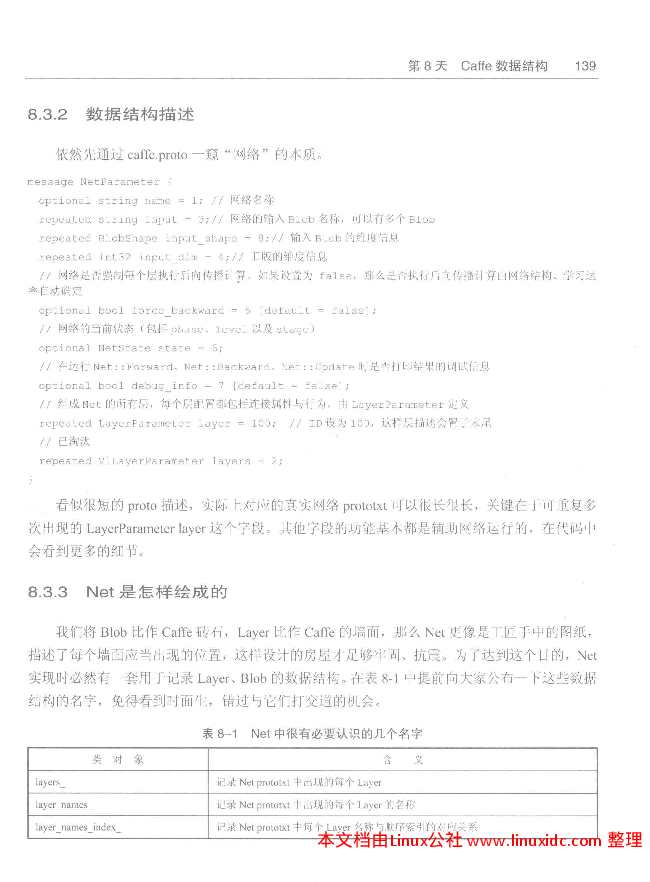 第 8 天 Caffe 数据结构 139
8.3.2 数据结构描述
依然先通过 caffe.proto 一窥“网络”的本质。
message NetParameter {
optional string name = 1; // 网络名称
repeated string input = 3;// 网络的输入 Blob 名称，可以有多个 Blob
repeated BlobShape input_shape = 8;// 输入 Blob 的维度信息
repeated int32 input_dim = 4;// 旧版的维度信息
// 网络是否强制每个层执行后向传播计算。如果设置为 false，那么是否执行后向传播计算由网络结构、学习速
率自动确定
optional bool force_backward = 5 [default = false];
// 网络的当前状态（包括 phase、level 以及 stage）
optional NetState state = 6;
// 在运行 Net::Forward、Net::Backward、Net::Update 时是否打印结果的调试信息
optional bool debug_info = 7 [default = false];
// 组成 Net 的所有层，每个层配置都包括连接属性与行为，由 LayerParameter 定义
repeated LayerParameter layer = 100; // ID 设为 100，这样层描述会置于末尾
// 已淘汰
repeated V1LayerParameter layers = 2;
}
看似很短的 proto 描述，实际上对应的真实网络 prototxt 可以很长很长，关键在于可重复多
次出现的 LayerParameter layer 这个字段。其他字段的功能基本都是辅助网络运行的，在代码中
会看到更多的细节。
8.3.3 Net 是怎样绘成的
我们将 Blob 比作 Caffe 砖石，Layer 比作 Caffe 的墙面，那么 Net 更像是工匠手中的图纸，
描述了每个墙面应当出现的位置，这样设计的房屋才足够牢固、抗震。为了达到这个目的，Net
实现时必然有一套用于记录 Layer、Blob 的数据结构。在表 8-1 中提前向大家公布一下这些数据
结构的名字，免得看到时面生，错过与它们打交道的机会。
表 8-1 Net 中很有必要认识的几个名字
类 对 象 含 义
layers_ 记录 Net prototxt 中出现的每个 Layer
layer_names_ 记录 Net prototxt 中出现的每个 Layer 的名称
layer_names_index_ 记录 Net prototxt 中每个 Layer 名称与顺序索引的对应关系
本文档由Linux公社 www.linuxidc.com 整理